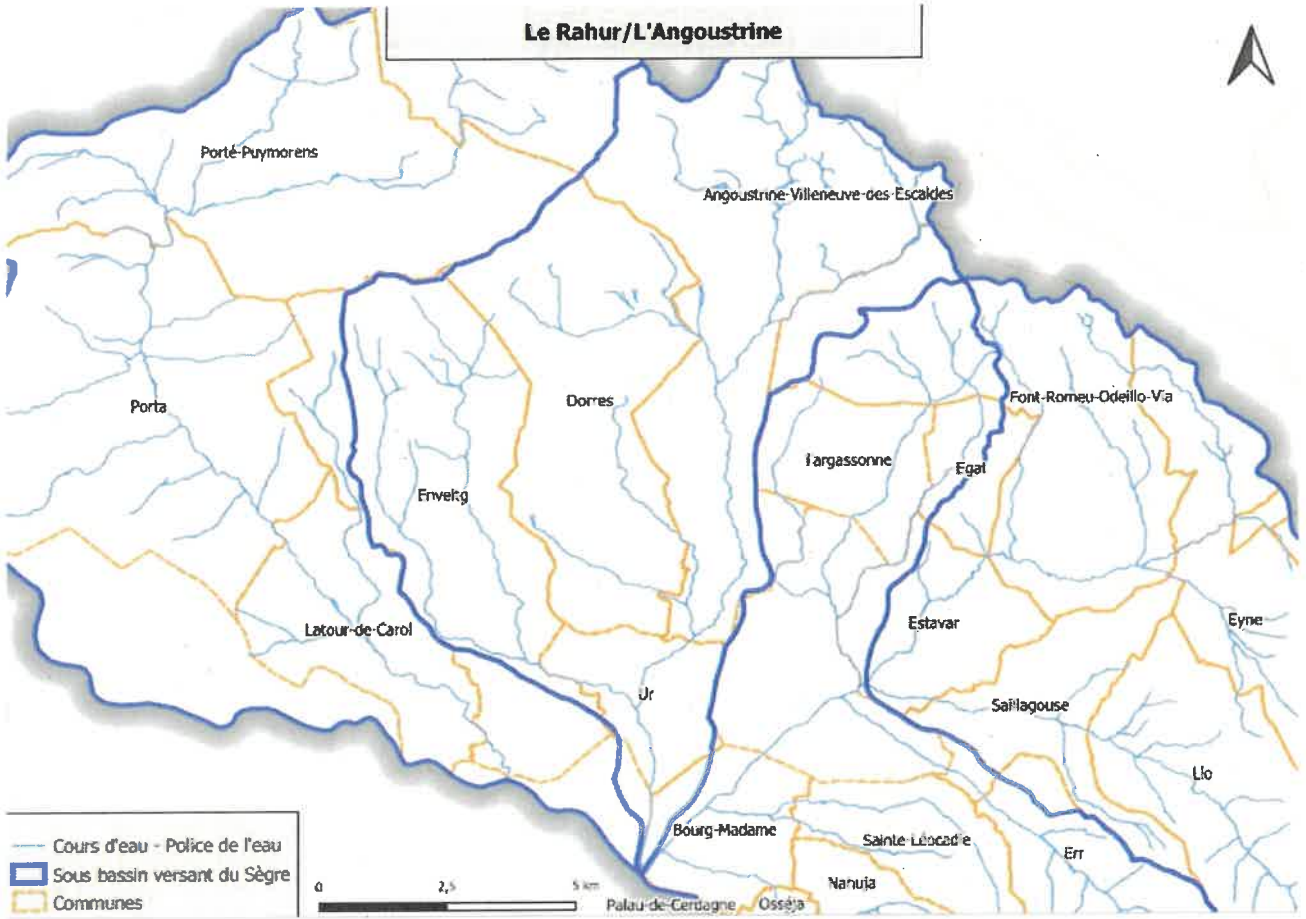 Le Rahur/L'Angoustrine
Porté-Puymorens
Angoustrine-Villeneuve-des-Escaldes
Porta
Dorres
Font-Romeu-Odeillo-Via
Targassonne
Egat
Enveitg
Latour-de-Carol
Estavar
Eyne
Ur
Saillagouse
Llo
Bourg-Madame
Sainte-Léocadie
Err
Nahuja
Palau-de-Cerdagne
Osséja
Cours d'eau - Police de l'eau
Sous bassin versant du Sègre
Communes
0 2,5 5 km